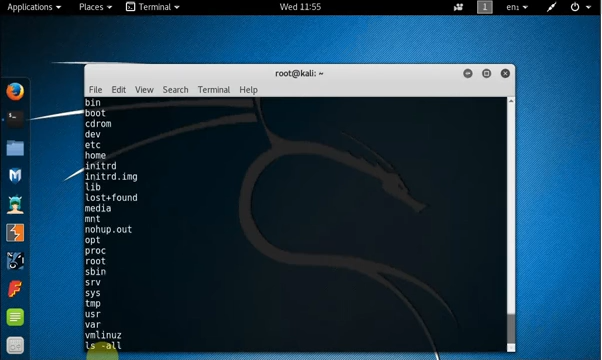 Applications Places Terminal Wed 11:55 1 en1
root@kali: ~
File Edit View Search Terminal Help
bin
boot
cdrom
dev
etc
home
initrd
initrd.img
lib
lost+found
media
mnt
nohup.out
opt
proc
root
sbin
srv
sys
tmp
usr
var
vmlinuz
ls -all